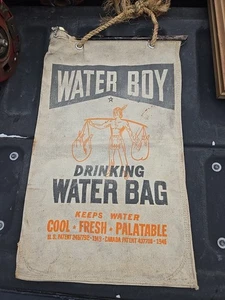 WATER BOY
DRINKING
WATER BAG
KEEPS WATER
COOL • FRESH • PALATABLE